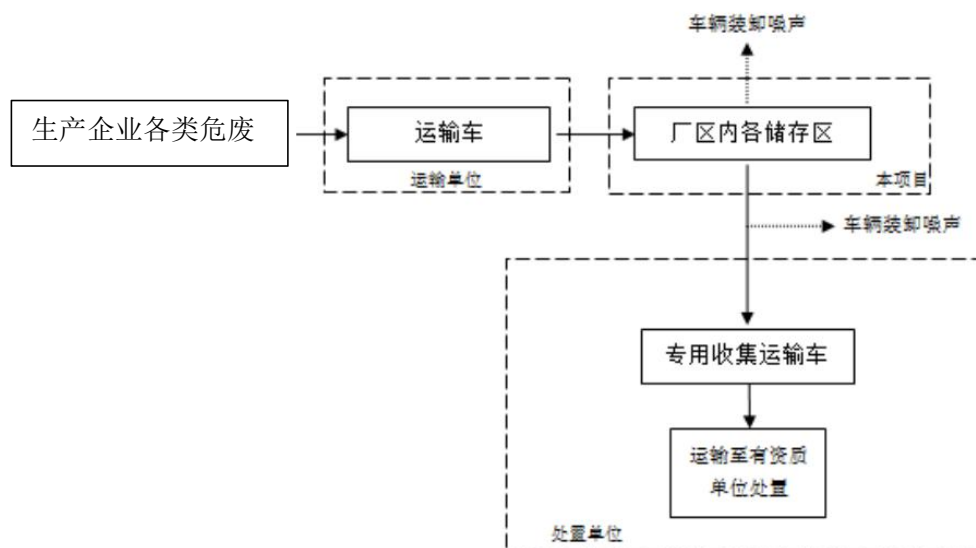 车辆装卸噪声
生产企业各类危废
运输车
厂区内各储存区
运输单位
本项目
车辆装卸噪声
专用收集运输车
运输至有资质
单位处置
处置单位